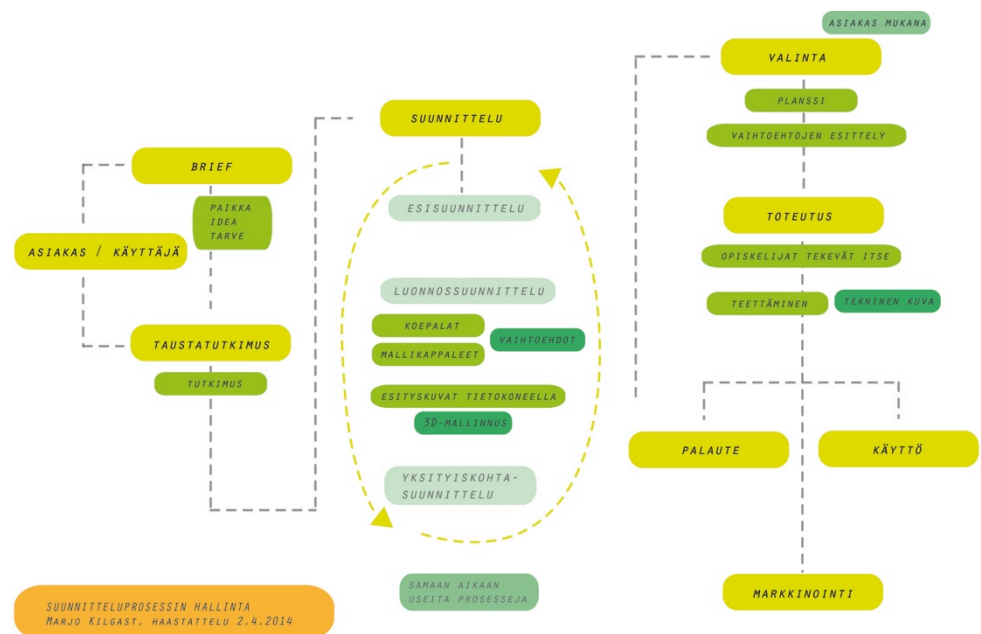 BRIEF
PAIKKA
IDEA
TARVE
ASIAKAS / KÄYTTÄJÄ
TAUSTATUTKIMUS
TUTKIMUS
SUUNNITTELU
ESISUUNNITTELU
LUONNOSSUUNNITTELU
KOEPALAT
VAIHTOEHDOT
MALLIKAPPALEET
ESITYSKUVAT TIETOKONEELLA
3D-MALLINNUS
YKSITYISKOHTA-
SUUNNITTELU
SAMAAN AIKAAN
USEITA PROSESSEJA
ASIAKAS MUKANA
VALINTA
PLANSSI
VAIHTOEHTOJEN ESITTELY
TOTEUTUS
OPISKELIJAT TEKEVÄT ITSE
TEETTÄMINEN
TEKNINEN KUVA
PALAUTE
KÄYTTÖ
MARKKINOINTI
SUUNNITTELUPROSESSIN HALLINTA
MARJO KILGAST, HAASTATTELU 2.4.2014